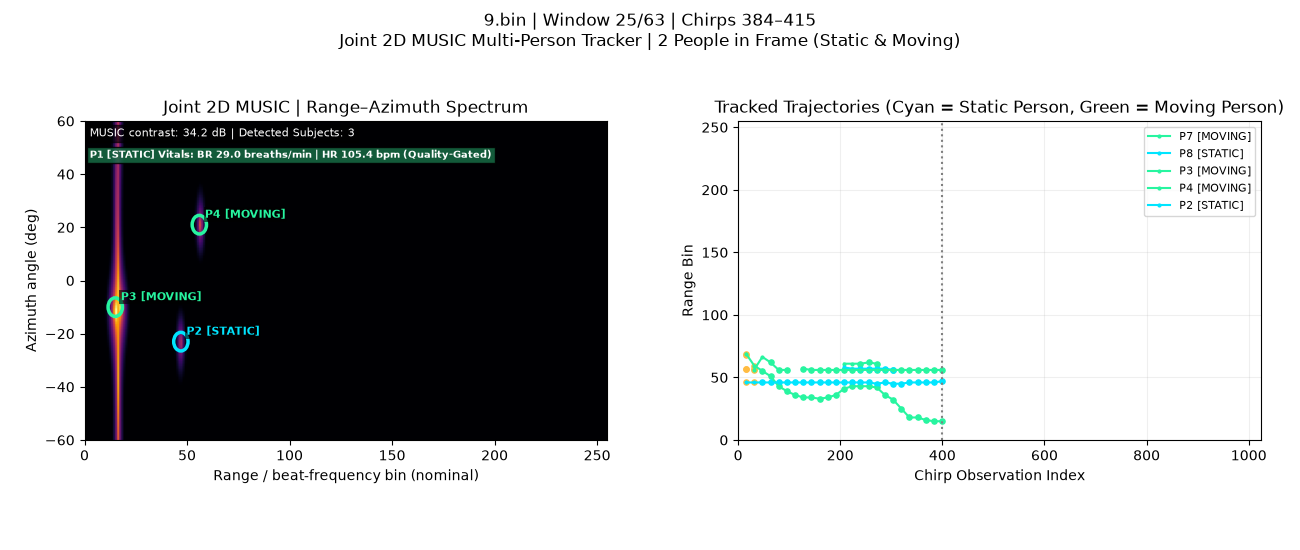 9.bin | Window 25/63 | Chirps 384–415
Joint 2D MUSIC Multi-Person Tracker | 2 People in Frame (Static & Moving)
Joint 2D MUSIC | Range–Azimuth Spectrum
MUSIC contrast: 34.2 dB | Detected Subjects: 3
P1 [STATIC] Vitals: BR 29.0 breaths/min | HR 105.4 bpm (Quality-Gated)
P4 [MOVING]
P3 [MOVING]
P2 [STATIC]
Azimuth angle (deg)
60
40
20
0
−20
−40
−60
0
50
100
150
200
250
Range / beat-frequency bin (nominal)
Tracked Trajectories (Cyan = Static Person, Green = Moving Person)
P7 [MOVING]
P8 [STATIC]
P3 [MOVING]
P4 [MOVING]
P2 [STATIC]
Range Bin
250
200
150
100
50
0
0
200
400
600
800
1000
Chirp Observation Index